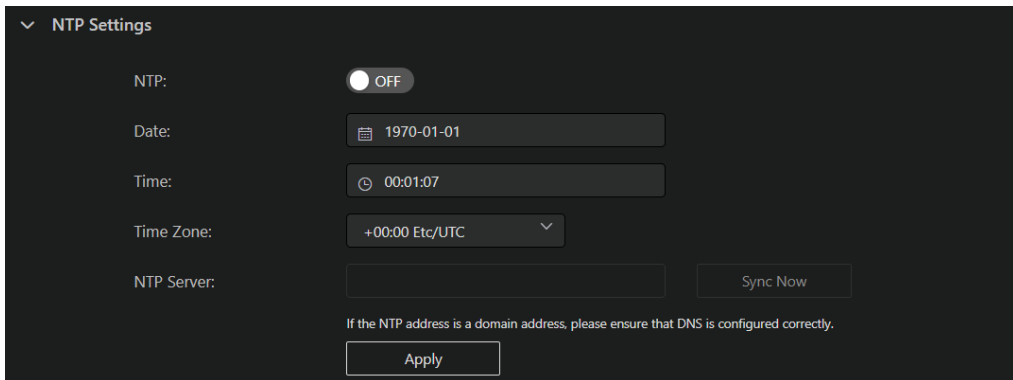 NTP Settings
NTP: OFF
Date: 1970-01-01
Time: 00:01:07
Time Zone: +00:00 Etc/UTC
NTP Server: Sync Now
If the NTP address is a domain address, please ensure that DNS is configured correctly.
Apply